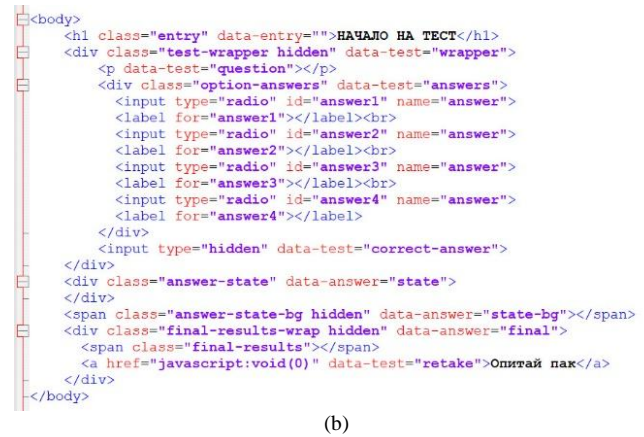 <body>
<h1 class="entry" data-entry="">НАЧАЛО НА ТЕСТ</h1>
<div class="test-wrapper hidden" data-test="wrapper">
<p data-test="question"></p>
<div class="option-answers" data-test="answers">
<input type="radio" id="answer1" name="answer">
<label for="answer1"></label><br>
<input type="radio" id="answer2" name="answer">
<label for="answer2"></label><br>
<input type="radio" id="answer3" name="answer">
<label for="answer3"></label><br>
<input type="radio" id="answer4" name="answer">
<label for="answer4"></label>
</div>
<input type="hidden" data-test="correct-answer">
</div>
<div class="answer-state" data-answer="state">
</div>
<span class="answer-state-bg hidden" data-answer="state-bg"></span>
<div class="final-results-wrap hidden" data-answer="final">
<span class="final-results"></span>
<a href="javascript:void(0)" data-test="retake">Опитай пак</a>
</div>
</body>
(b)